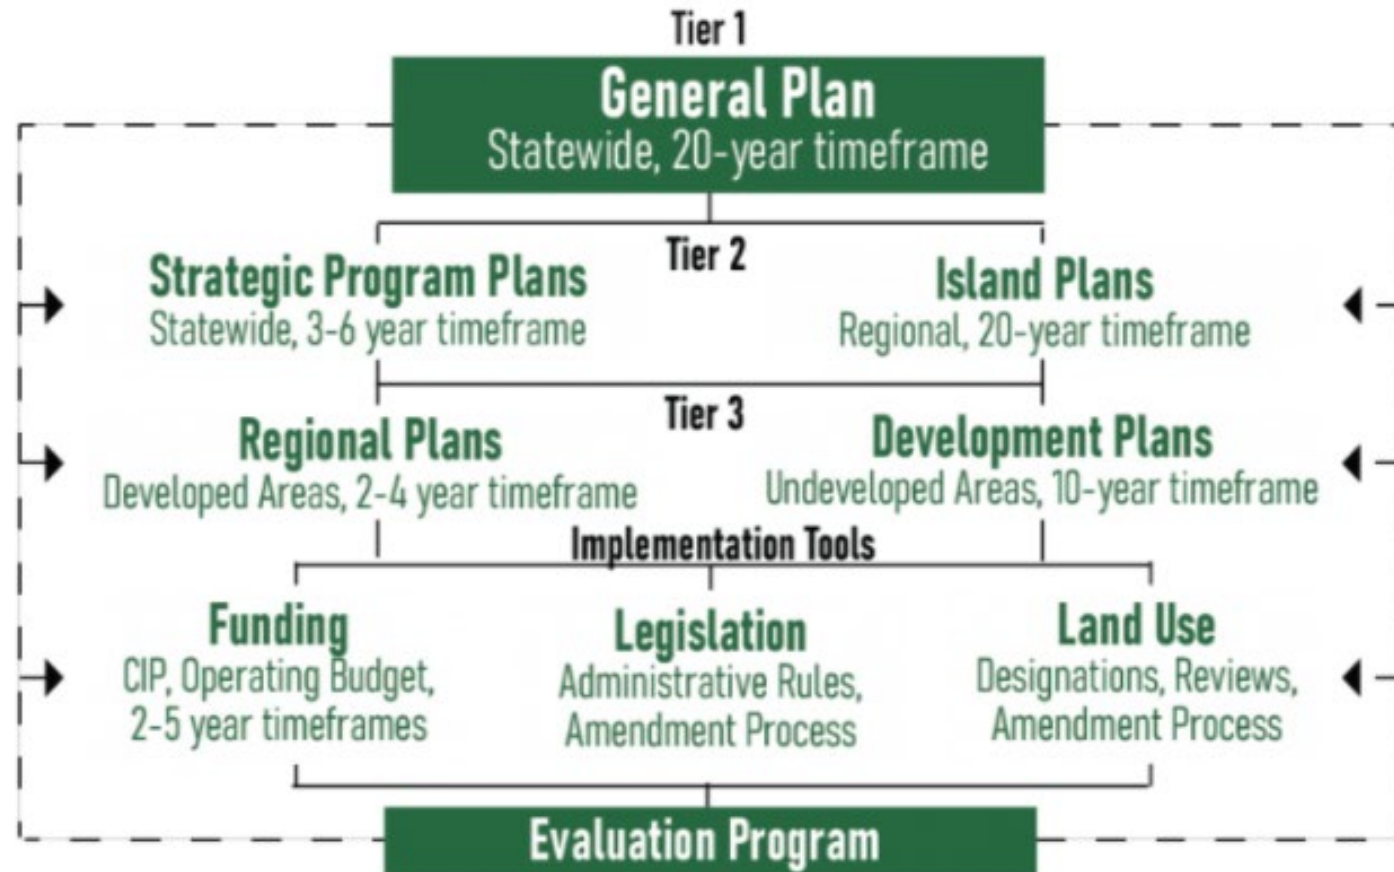 Tier 1
General Plan
Statewide, 20-year timeframe
Tier 2
Strategic Program Plans
Statewide, 3-6 year timeframe
Island Plans
Regional, 20-year timeframe
Tier 3
Regional Plans
Developed Areas, 2-4 year timeframe
Development Plans
Undeveloped Areas, 10-year timeframe
Implementation Tools
Funding
CIP, Operating Budget,
2-5 year timeframes
Legislation
Administrative Rules,
Amendment Process
Land Use
Designations, Reviews,
Amendment Process
Evaluation Program